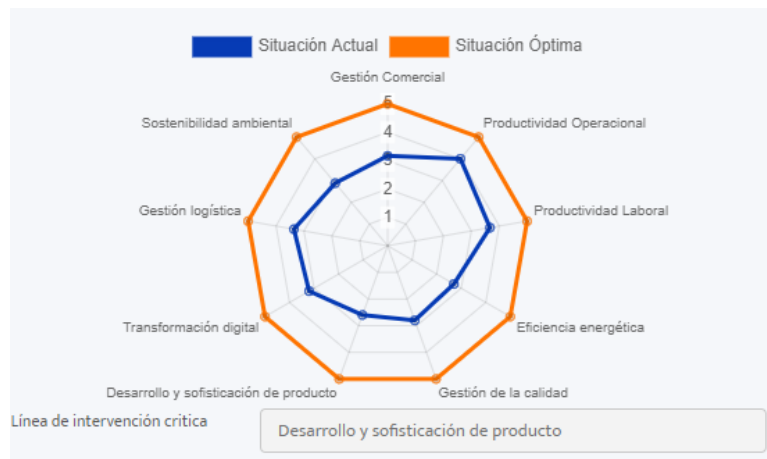 Situación Actual Situación Óptima
Gestión Comercial
5
Sostenibilidad ambiental Productividad Operacional
4
3
2
Gestión logística Productividad Laboral
1
Transformación digital Eficiencia energética
Desarrollo y sofisticación de producto Gestión de la calidad
Línea de intervención critica
Desarrollo y sofisticación de producto